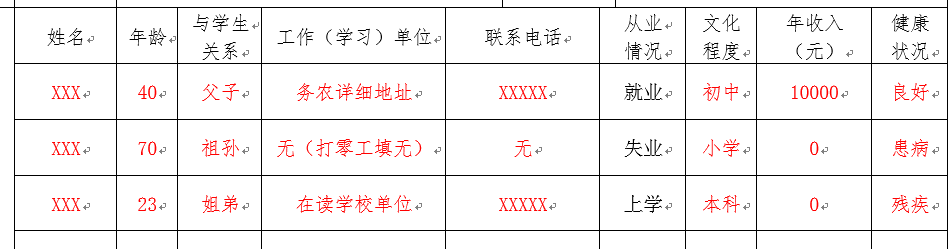 姓名 年龄 与学生关系 工作（学习）单位 联系电话 从业情况 文化程度 年收入（元） 健康状况
XXX 40 父子 务农详细地址 XXXXX 就业 初中 10000 良好
XXX 70 祖孙 无（打零工填无） 无 失业 小学 0 患病
XXX 23 姐弟 在读学校单位 XXXXX 上学 本科 0 残疾